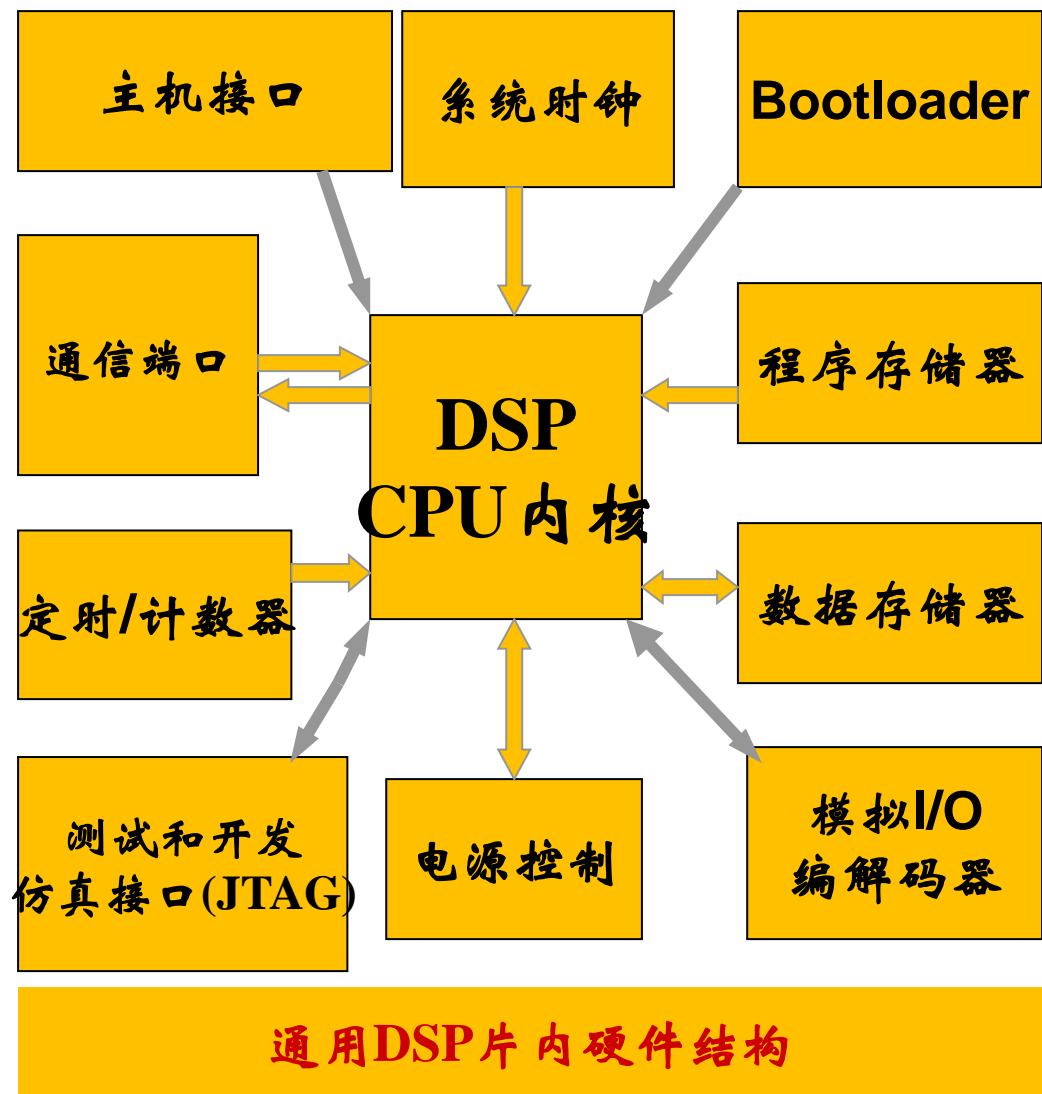 主机接口
系统时钟
Bootloader
通信端口
程序存储器
DSP
CPU内核
定时/计数器
数据存储器
测试和开发
仿真接口(JTAG)
电源控制
模拟I/O
编解码器
通用DSP片内硬件结构